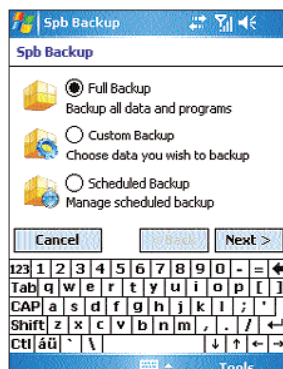 Spb Backup
Spb Backup
Full Backup
Backup all data and programs
Custom Backup
Choose data you wish to backup
Scheduled Backup
Manage scheduled backup
Cancel < Back Next >
123 1 2 3 4 5 6 7 8 9 0 - = ←
Tab q w e r t y u i o p [ ]
CAP a s d f g h j k l ; '
Shift z x c v b n m , . / ↵
Ctl áü ` \ ↓ ↑ ← →
Tools